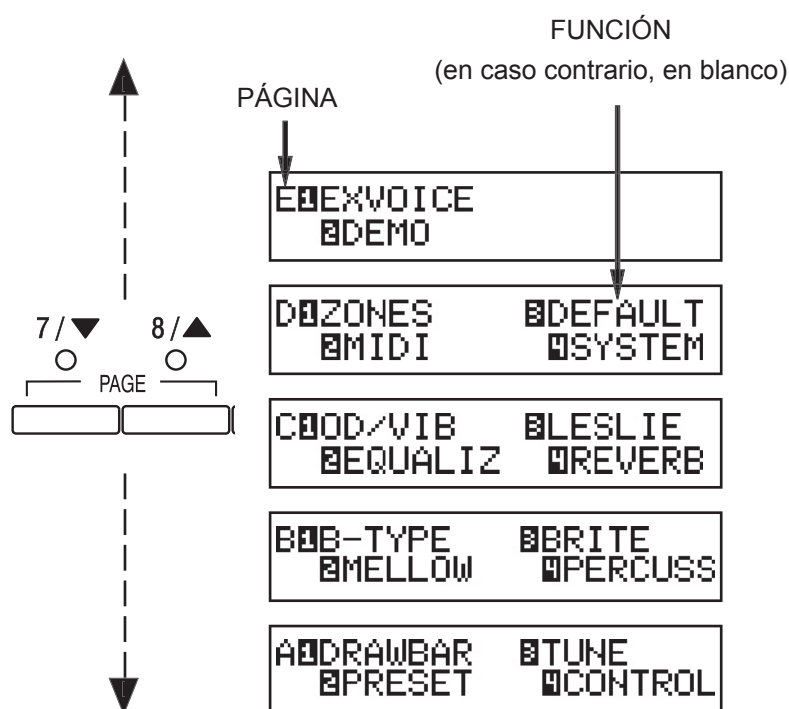 FUNCIÓN
(en caso contrario, en blanco)
PÁGINA
E1EXVOICE
2DEMO
D1ZONES 3DEFAULT
2MIDI 4SYSTEM
7/▼ 8/▲
PAGE
C1OD/VIB 3LESLIE
2EQUALIZ 4REVERB
B1B-TYPE 3BRITE
2MELLOW 4PERCUSS
A1DRAWBAR 3TUNE
2PRESET 4CONTROL